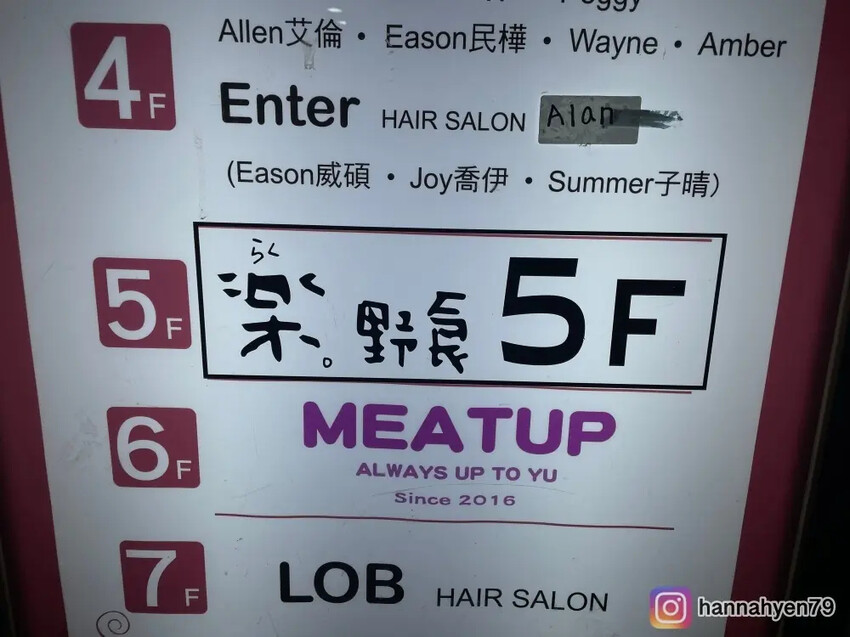 Allen艾倫 • Eason民樺 • Wayne • Amber
4F
Enter HAIR SALON Alan
(Eason威碩 • Joy喬伊 • Summer子晴)
らく
5F 楽。野食 5F
6F MEATUP
ALWAYS UP TO YU
Since 2016
7F LOB HAIR SALON
hannahyen79